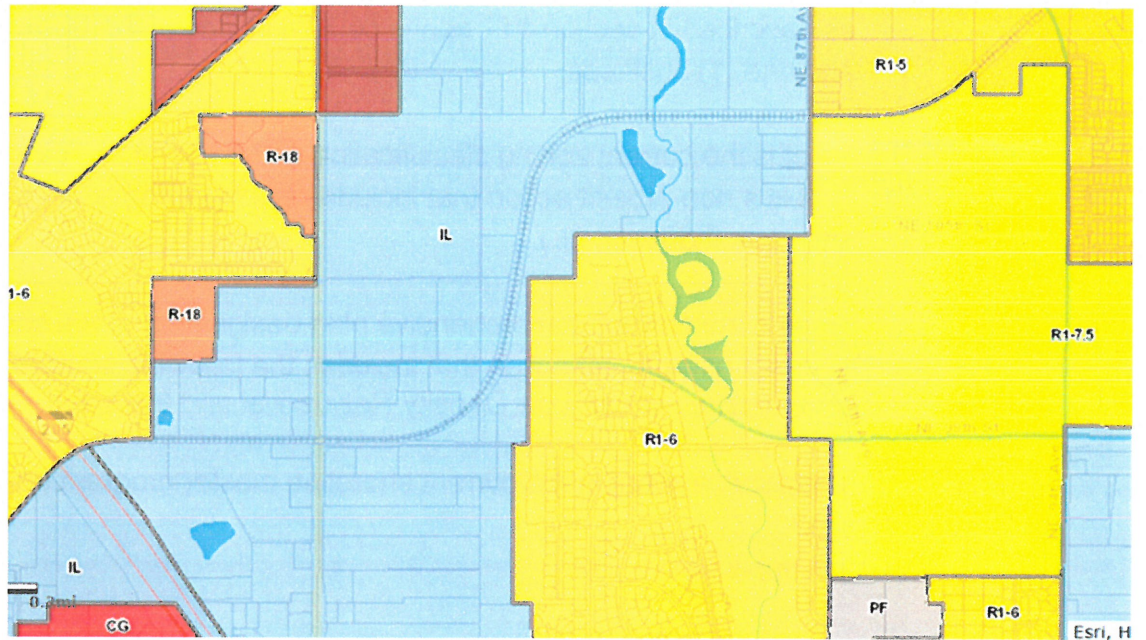 NE 87th A
R1-5
R-18
IL
1-6
R-18
R1-7.5
R1-6
IL
0.2mi
CG
PF
R1-6
Esri, H